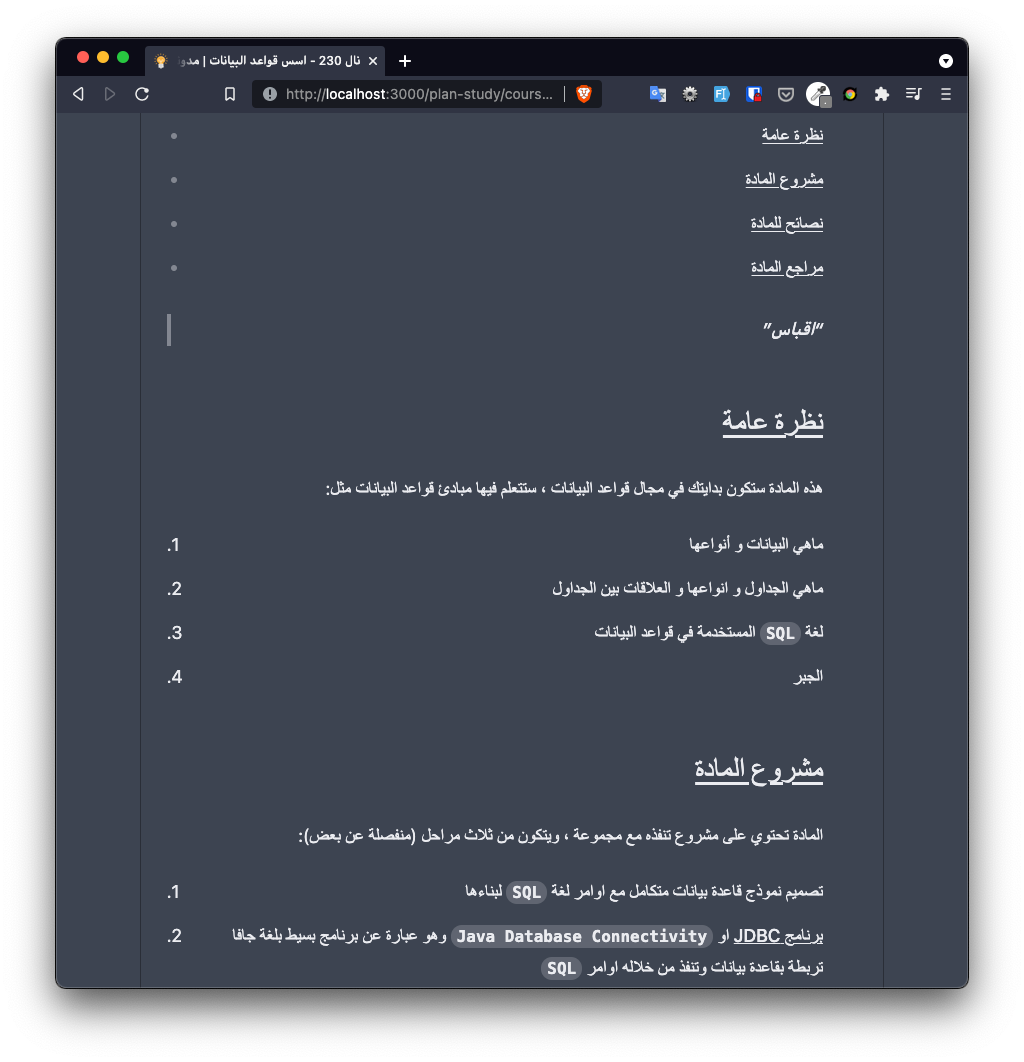 نال 230 - اسس قواعد البيانات | مدو
http://localhost:3000/plan-study/cours...
نظرة عامة
مشروع المادة
نصائح للمادة
مراجع المادة
“اقباس”
نظرة عامة
هذه المادة ستكون بدايتك في مجال قواعد البيانات ، ستتعلم فيها مبادئ قواعد البيانات مثل:
1. ماهي البيانات و أنواعها
2. ماهي الجداول و انواعها و العلاقات بين الجداول
3. لغة SQL المستخدمة في قواعد البيانات
4. الجبر
مشروع المادة
المادة تحتوي على مشروع تنفذه مع مجموعة ، ويتكون من ثلاث مراحل (منفصلة عن بعض):
1. تصميم نموذج قاعدة بيانات متكامل مع اوامر لغة SQL لبناءها
2. برنامج JDBC او Java Database Connectivity وهو عبارة عن برنامج بسيط بلغة جافا
تربطة بقاعدة بيانات وتنفذ من خلاله اوامر SQL